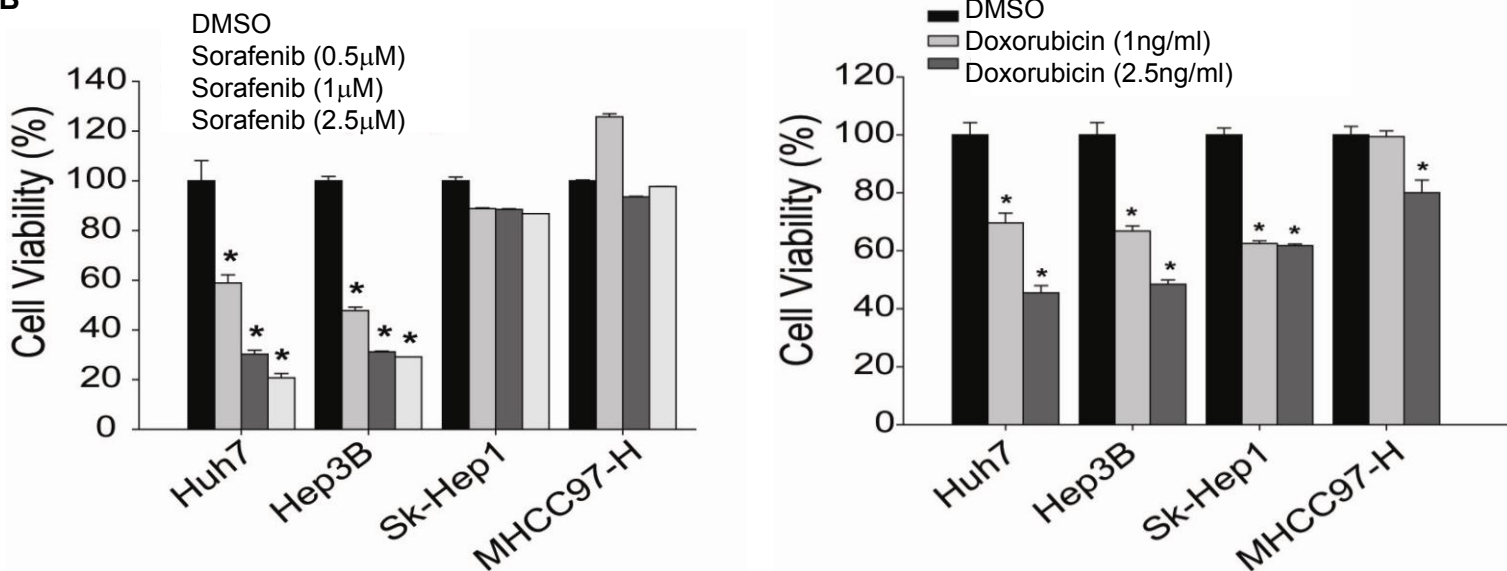 B
DMSO
Sorafenib (0.5μM)
Sorafenib (1μM)
Sorafenib (2.5μM)
Cell Viability (%)
140
120
100
80
60
40
20
0
*
*
*
*
*
*
Huh7
Hep3B
Sk-Hep1
MHCC97-H
DMSO
Doxorubicin (1ng/ml)
Doxorubicin (2.5ng/ml)
Cell Viability (%)
120
100
80
60
40
20
0
*
*
*
*
*
*
*
Huh7
Hep3B
Sk-Hep1
MHCC97-H